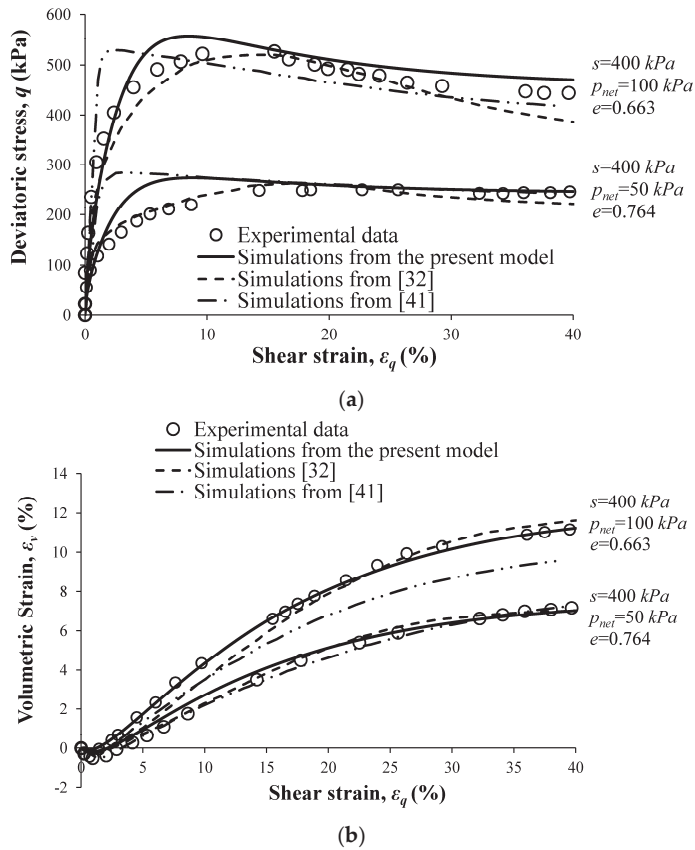 600
500
400
300
200
100
0
Deviatoric stress, q (kPa)
s=400 kPa
pnet=100 kPa
e=0.663
s−400 kPa
pnet=50 kPa
e=0.764
Experimental data
Simulations from the present model
Simulations from [32]
Simulations from [41]
0 10 20 30 40
Shear strain, εq (%)
(a)
Experimental data
Simulations from the present model
Simulations [32]
Simulations from [41]
14
12
10
8
6
4
2
0
-2
Volumetric Strain, εv (%)
s=400 kPa
pnet=100 kPa
e=0.663
s=400 kPa
pnet=50 kPa
e=0.764
0 5 10 15 20 25 30 35 40
Shear strain, εq (%)
(b)